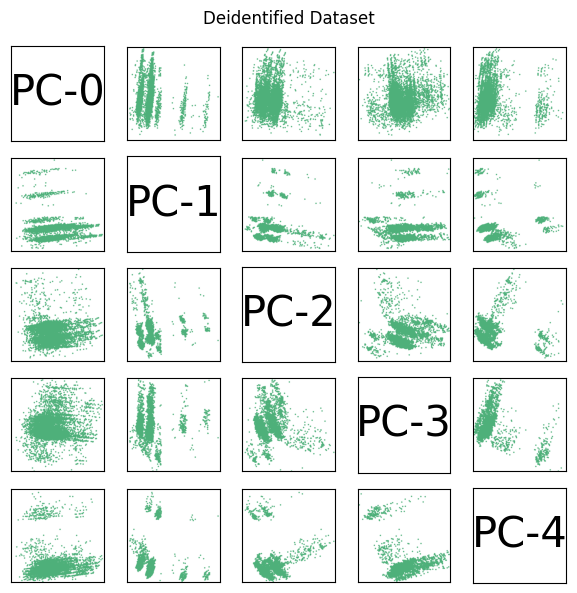 Deidentified Dataset
PC-0
PC-1
PC-2
PC-3
PC-4